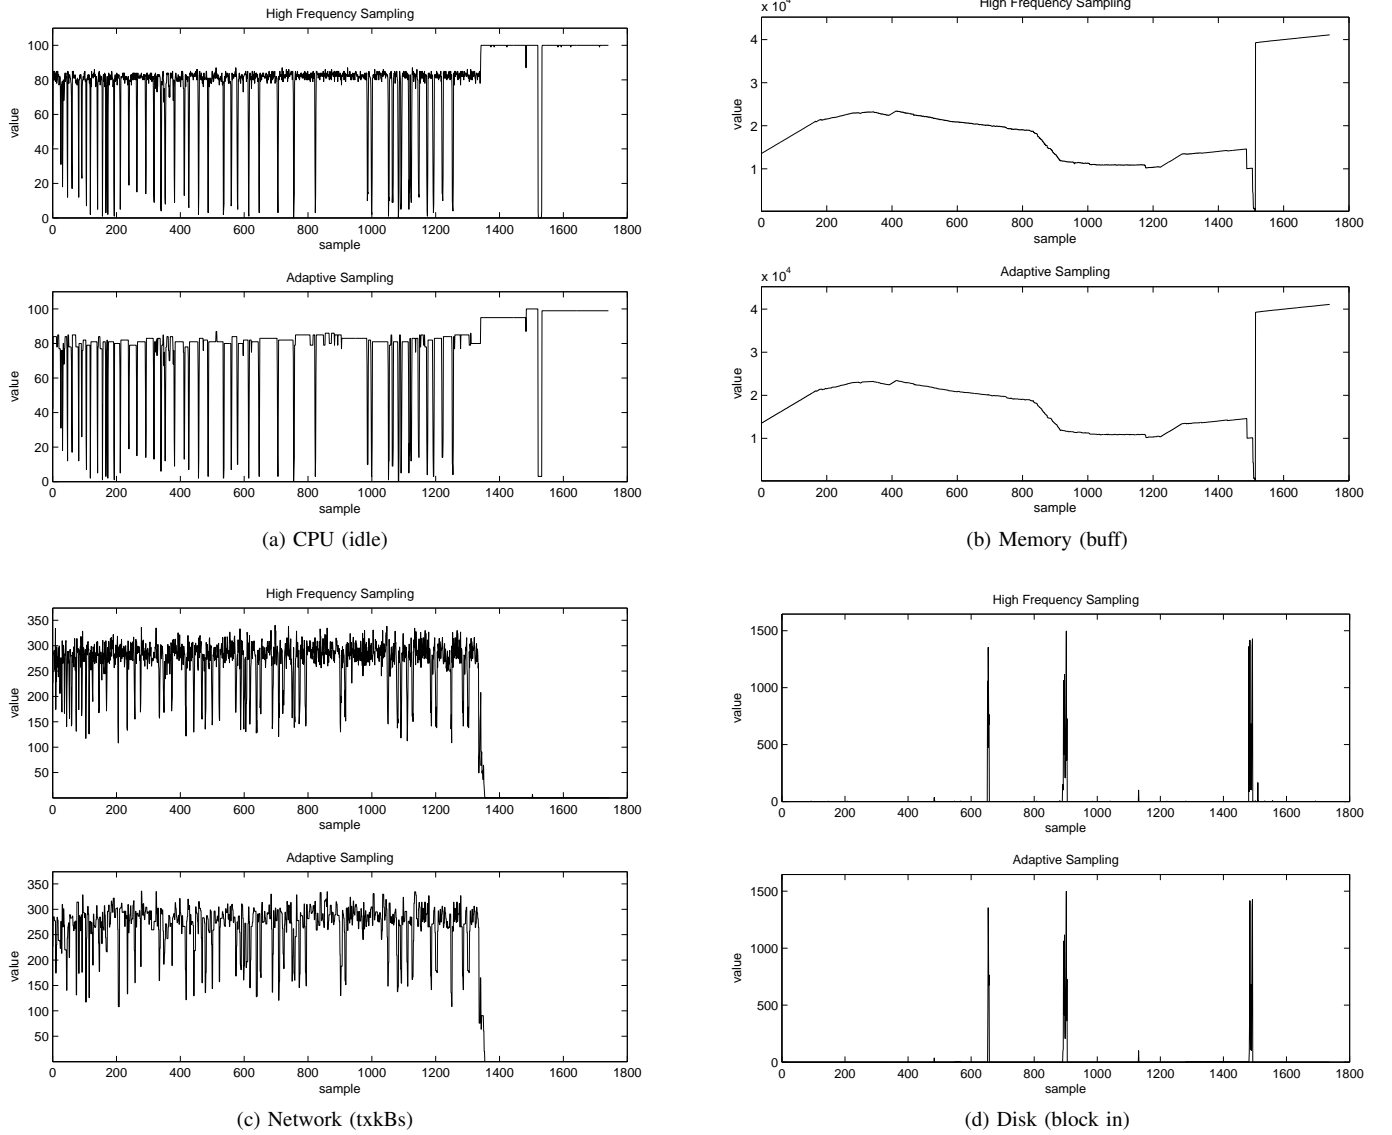 High Frequency Sampling
100
80
60
40
20
0
value
0 200 400 600 800 1000 1200 1400 1600 1800
sample
Adaptive Sampling
100
80
60
40
20
0
value
0 200 400 600 800 1000 1200 1400 1600 1800
sample
(a) CPU (idle)
High Frequency Sampling
x 10^4
4
3
2
1
value
0 200 400 600 800 1000 1200 1400 1600 1800
sample
Adaptive Sampling
x 10^4
4
3
2
1
value
0 200 400 600 800 1000 1200 1400 1600 1800
sample
(b) Memory (buff)
High Frequency Sampling
350
300
250
200
150
100
50
value
0 200 400 600 800 1000 1200 1400 1600 1800
sample
Adaptive Sampling
350
300
250
200
150
100
50
value
0 200 400 600 800 1000 1200 1400 1600 1800
sample
(c) Network (txkBs)
High Frequency Sampling
1500
1000
500
0
value
0 200 400 600 800 1000 1200 1400 1600 1800
sample
Adaptive Sampling
1500
1000
500
0
value
0 200 400 600 800 1000 1200 1400 1600 1800
sample
(d) Disk (block in)